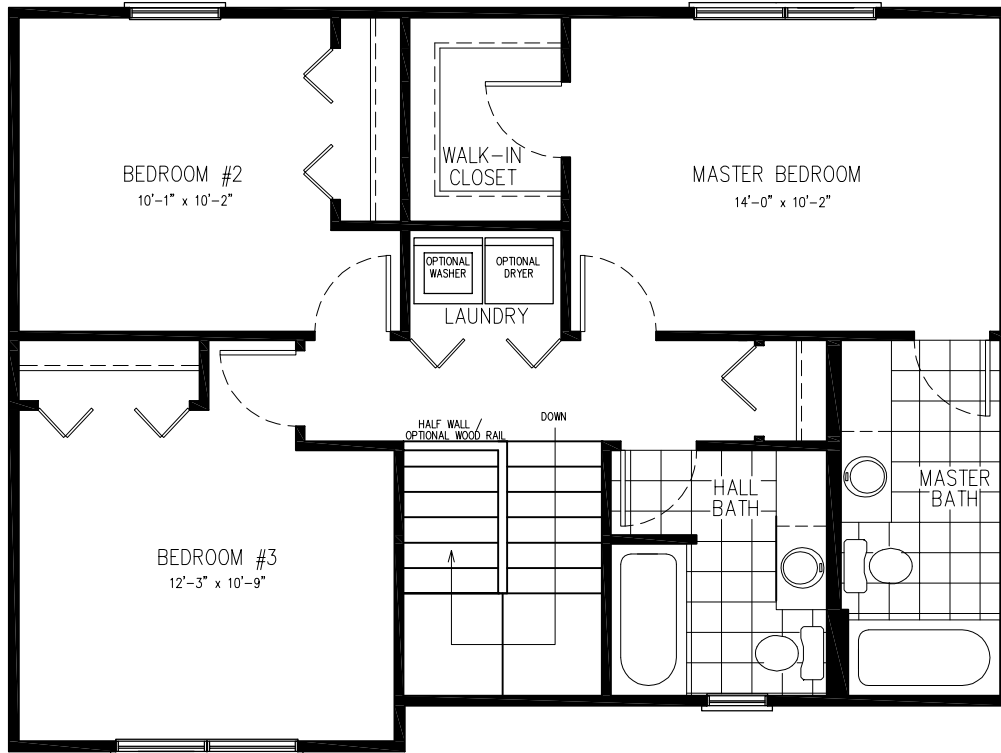 BEDROOM #2
10'-1" x 10'-2"
WALK-IN
CLOSET
MASTER BEDROOM
14'-0" x 10'-2"
OPTIONAL
WASHER
OPTIONAL
DRYER
LAUNDRY
HALF WALL /
OPTIONAL WOOD RAIL
DOWN
HALL
BATH
MASTER
BATH
BEDROOM #3
12'-3" x 10'-9"